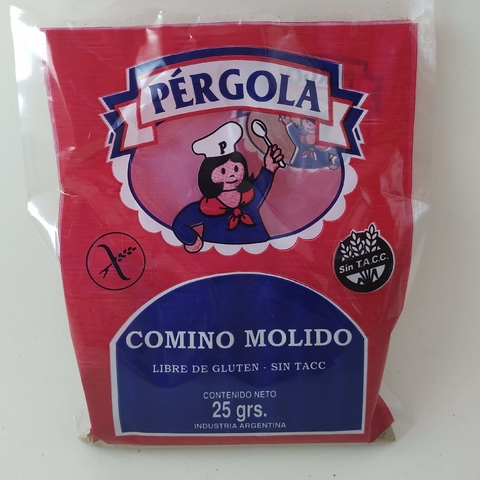 PÉRGOLA
P
Sin T.A.C.C.
COMINO MOLIDO
LIBRE DE GLUTEN - SIN TACC
CONTENIDO NETO
25 grs.
INDUSTRIA ARGENTINA